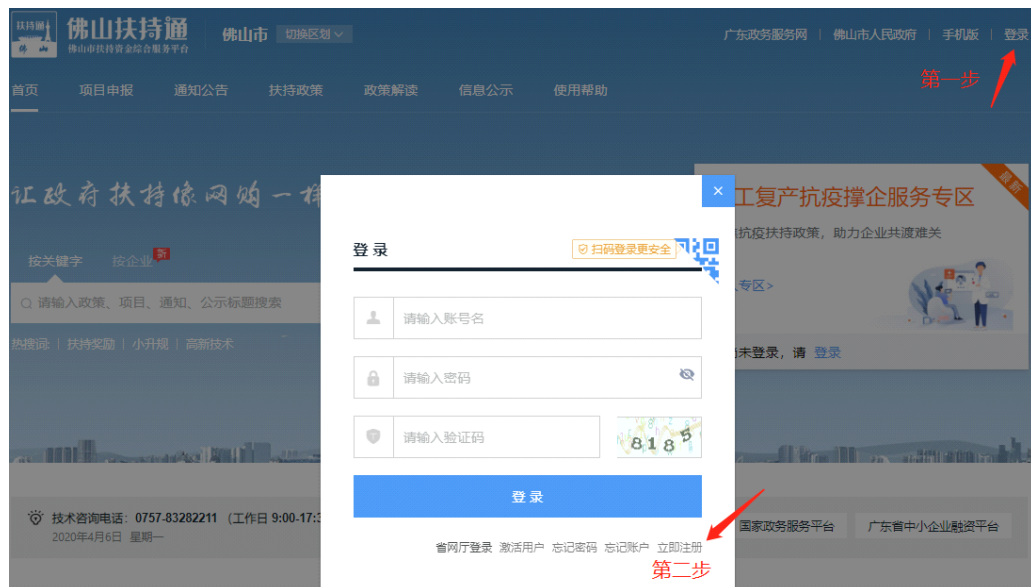 扶持通
佛山
佛山扶持通
佛山市扶持资金综合服务平台
佛山市 切换区划
广东政务服务网 | 佛山市人民政府 | 手机版 | 登录
第一步
首页 项目申报 通知公告 扶持政策 政策解读 信息公示 使用帮助
让政府扶持像网购一样
最新
工复产抗疫撑企服务专区
抗疫扶持政策，助力企业共渡难关
专区>
未登录，请 登录
按关键字 按企业 新
请输入政策、项目、通知、公示标题搜索
热搜词: | 扶持奖励 | 小升规 | 高新技术
×
登录
扫码登录更安全
请输入账号名
请输入密码
请输入验证码
8185
登录
省网厅登录 激活用户 忘记密码 忘记账户 立即注册
第二步
技术咨询电话：0757-83282211 （工作日 9:00-17:3
2020年4月6日 星期一
国家政务服务平台
广东省中小企业融资平台